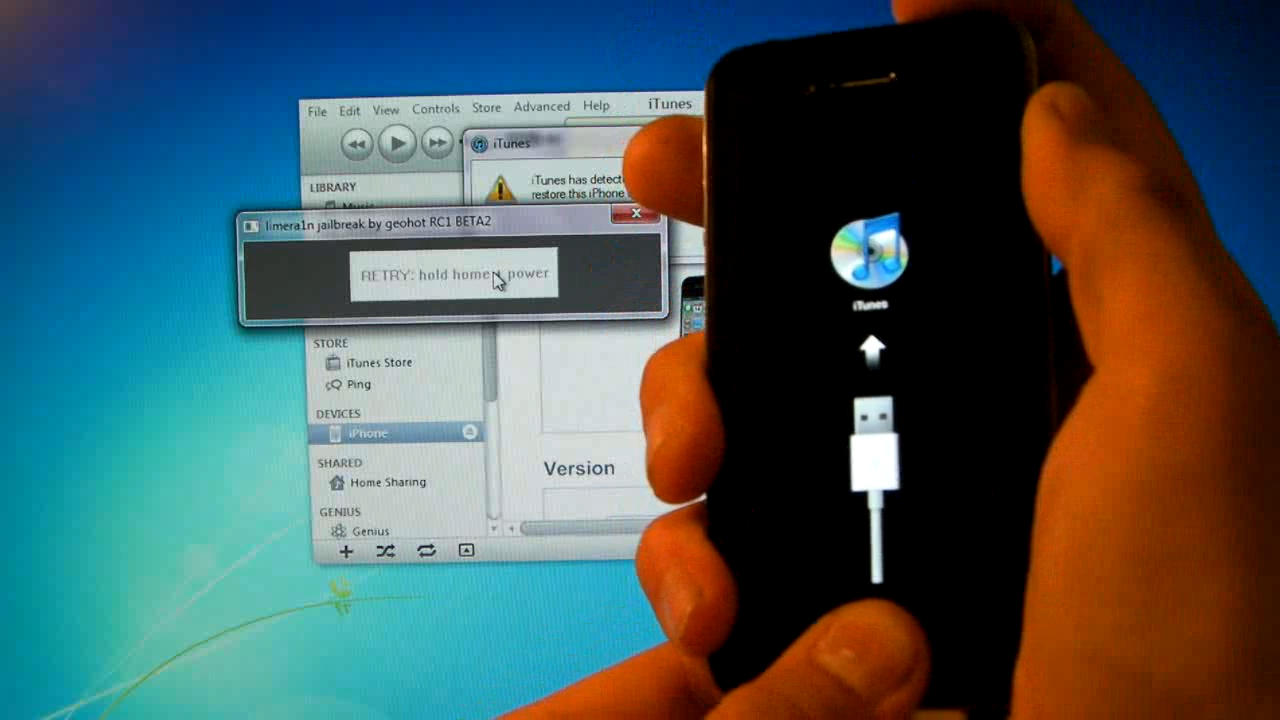 File Edit View Controls Store Advanced Help iTunes
iTunes
LIBRARY
iTunes has
restore this iPhone
limera1n jailbreak by geohot RC1 BETA2
RETRY: hold home + power
STORE
iTunes Store
Ping
DEVICES
iPhone
SHARED
Home Sharing
GENIUS
Genius
Version
iTunes